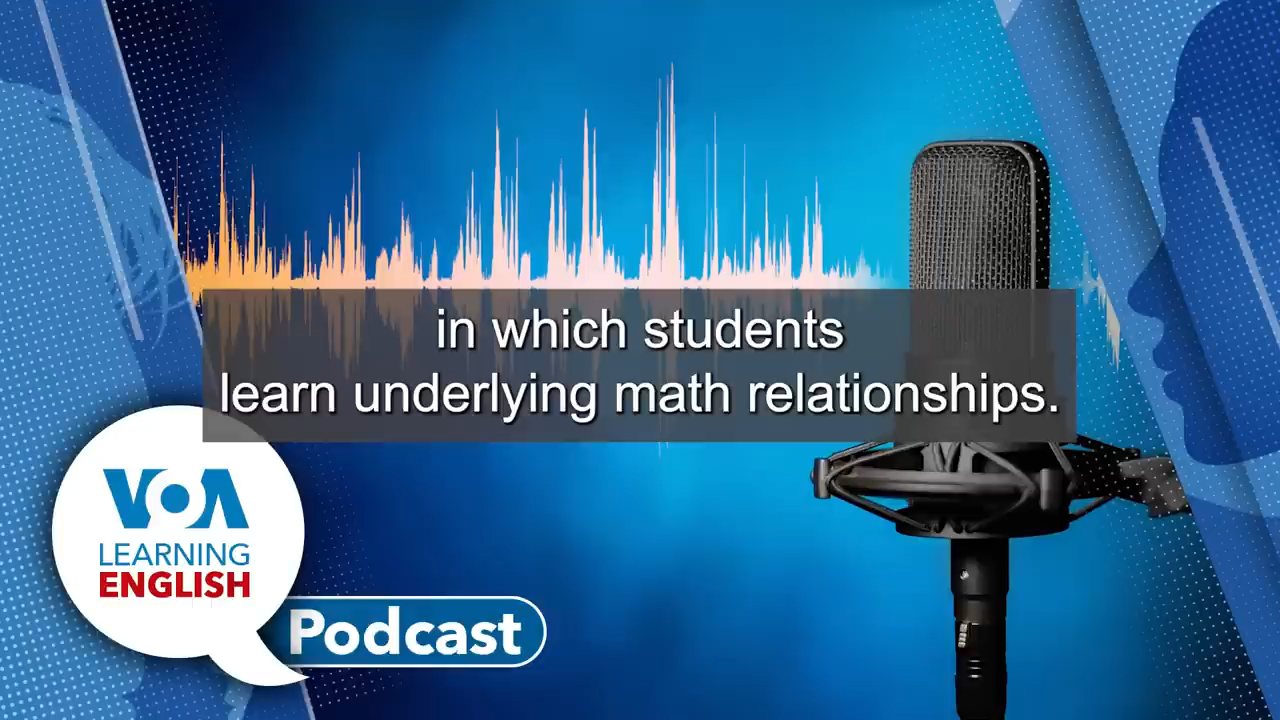 in which students
learn underlying math relationships.
VOA
LEARNING
ENGLISH
Podcast